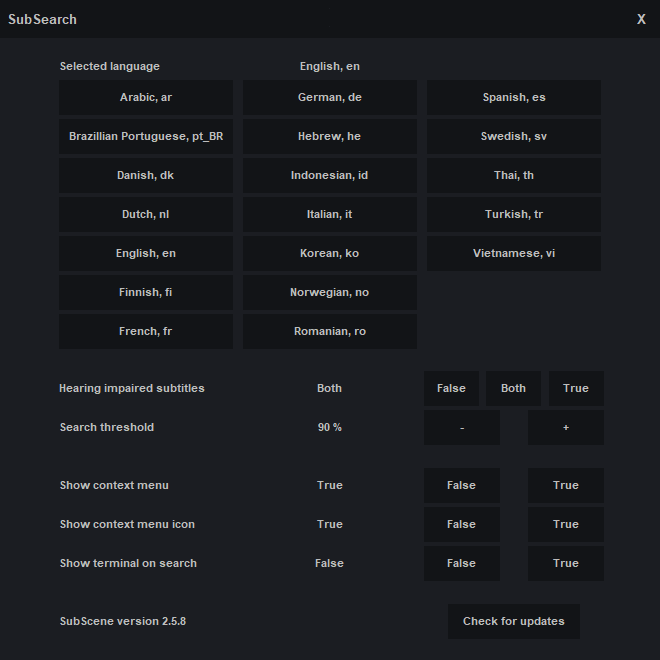 SubSearch X
Selected language English, en
Arabic, ar German, de Spanish, es
Brazillian Portuguese, pt_BR Hebrew, he Swedish, sv
Danish, dk Indonesian, id Thai, th
Dutch, nl Italian, it Turkish, tr
English, en Korean, ko Vietnamese, vi
Finnish, fi Norwegian, no
French, fr Romanian, ro
Hearing impaired subtitles Both False Both True
Search threshold 90 % - +
Show context menu True False True
Show context menu icon True False True
Show terminal on search False False True
SubScene version 2.5.8 Check for updates